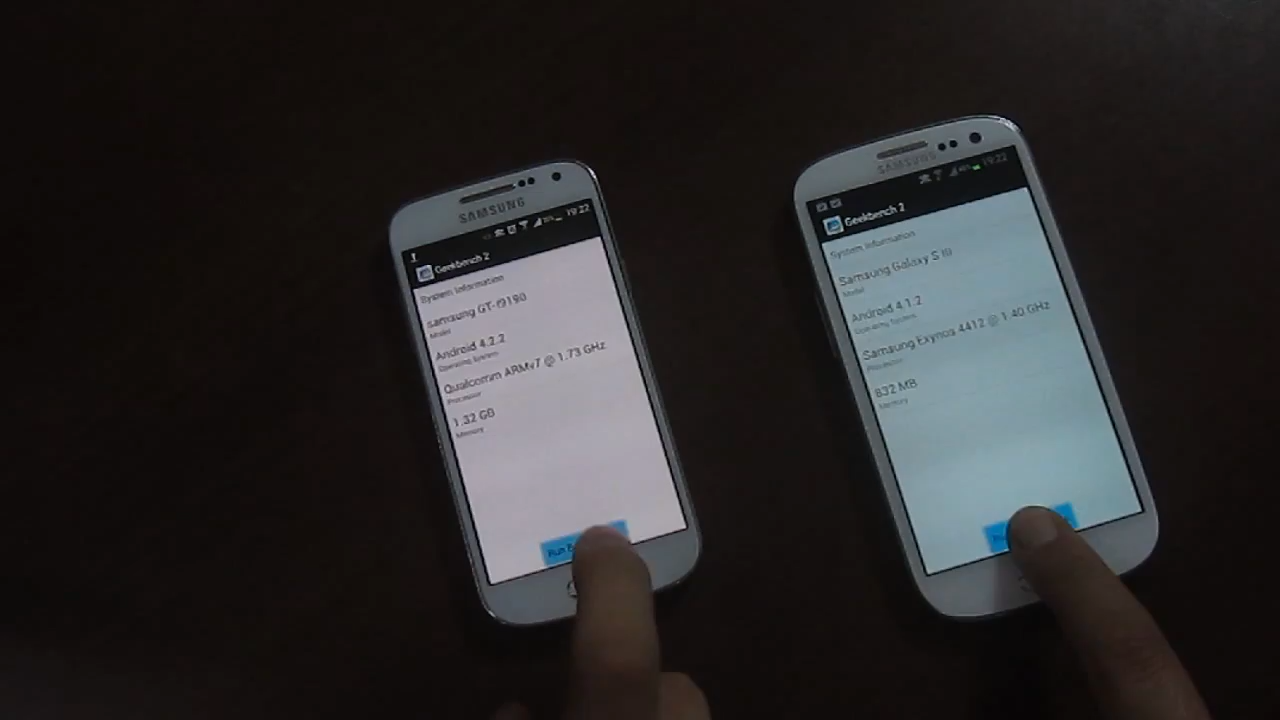 SAMSUNG
19:22
Geekbench 2
System Information
samsung GT-I9190
Model
Android 4.2.2
Operating System
Qualcomm ARMv7 @ 1.73 GHz
Processor
1.32 GB
Memory
Run
SAMSUNG
19:22
Geekbench 2
System Information
Samsung Galaxy S III
Model
Android 4.1.2
Operating System
Samsung Exynos 4412 @ 1.40 GHz
Processor
832 MB
Memory